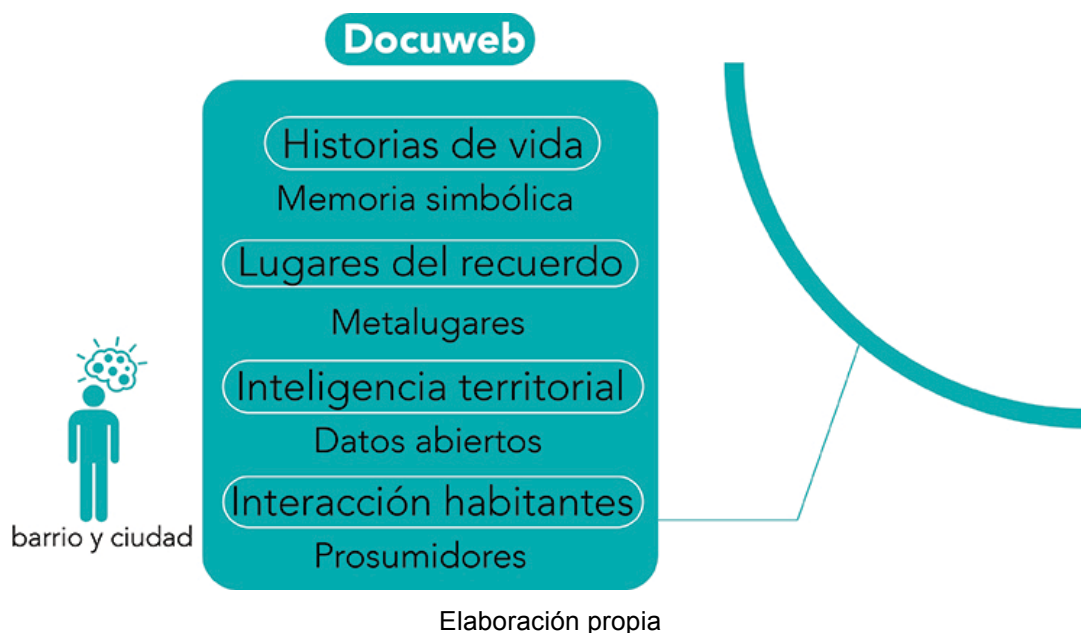 Docuweb
Historias de vida
Memoria simbólica
Lugares del recuerdo
Metalugares
Inteligencia territorial
Datos abiertos
Interacción habitantes
Prosumidores
barrio y ciudad
Elaboración propia